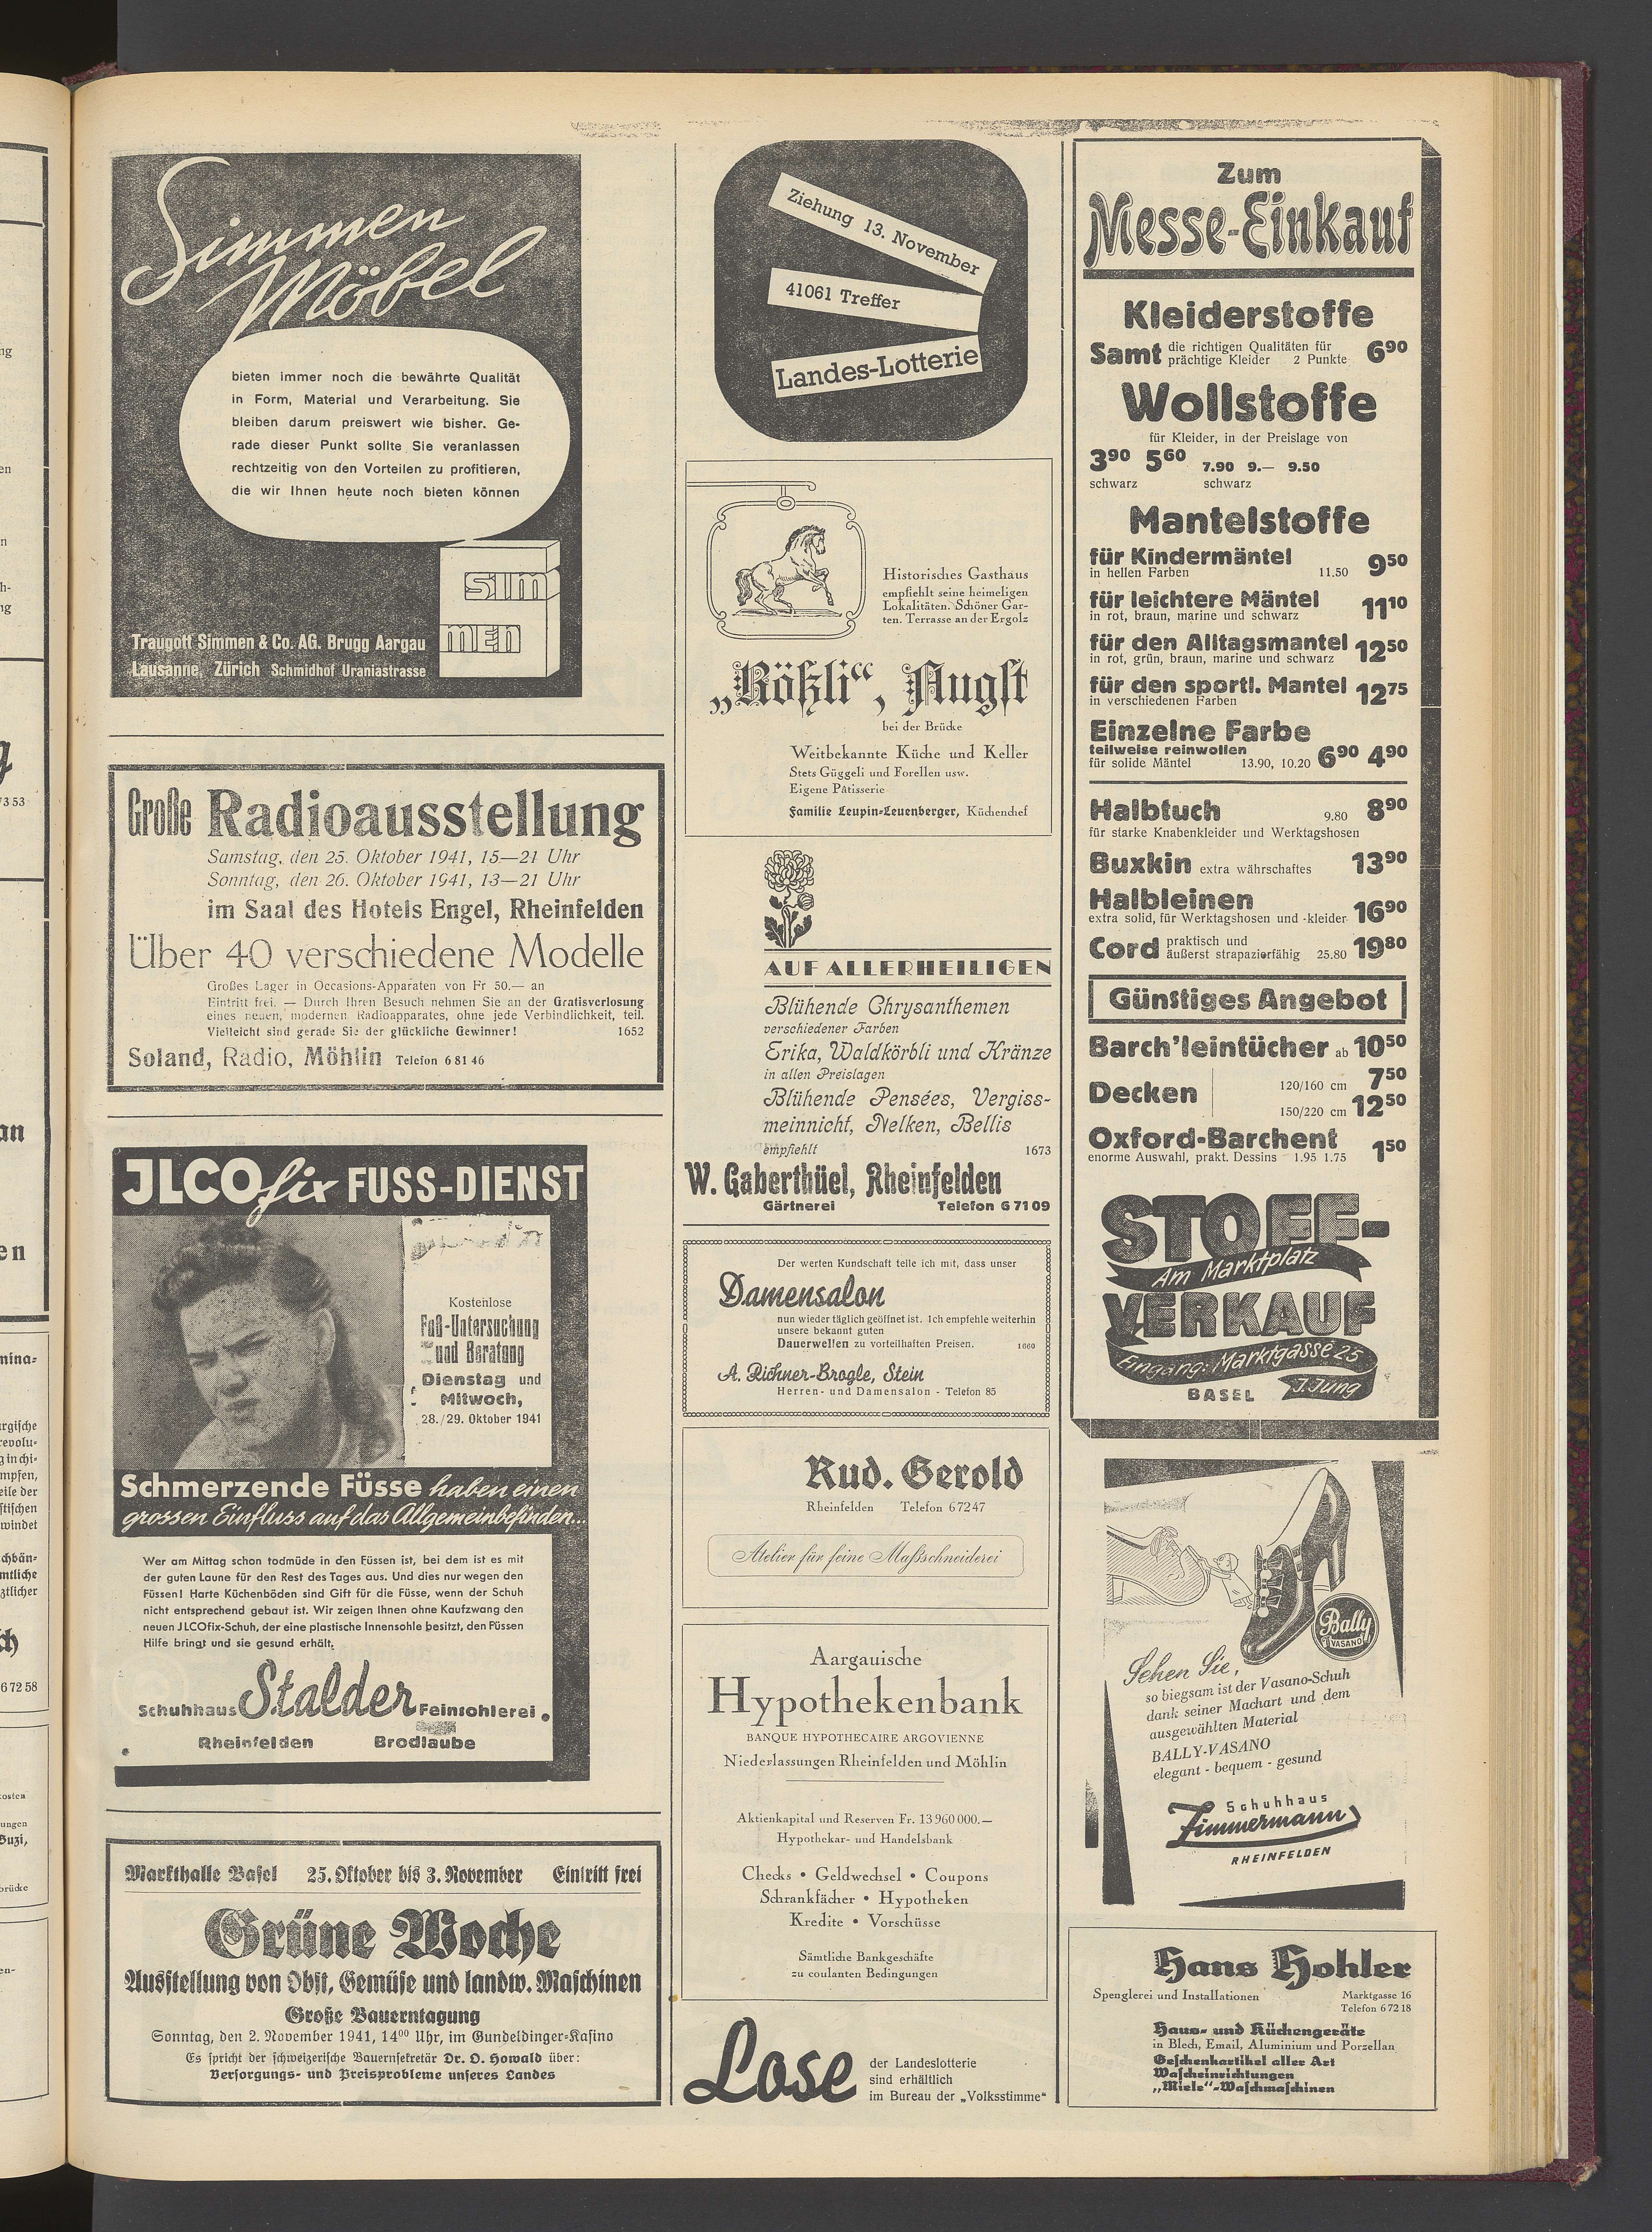 Simmen
Möbel
bieten immer noch die bewährte Qualität
in Form, Material und Verarbeitung. Sie
bleiben darum preiswert wie bisher. Ge-
rade dieser Punkt sollte Sie veranlassen
rechtzeitig von den Vorteilen zu profitieren,
die wir Ihnen heute noch bieten können
SIM
MEN
Traugott Simmen & Co. AG. Brugg Aargau
Lausanne, Zürich Schmidhof Uraniastrasse
Große Radioausstellung
Samstag, den 25. Oktober 1941, 15—21 Uhr
Sonntag, den 26. Oktober 1941, 13—21 Uhr
im Saal des Hotels Engel, Rheinfelden
Über 40 verschiedene Modelle
Großes Lager in Occasions-Apparaten von Fr 50.— an
Eintritt frei. — Durch Ihren Besuch nehmen Sie an der Gratisverlosung
eines neuen, modernen Radioapparates, ohne jede Verbindlichkeit, teil.
Vielleicht sind gerade Sie der glückliche Gewinner! 1652
Soland, Radio, Möhlin Telefon 6 81 46
JLCOfix FUSS-DIENST
Kostenlose
Fuß-Untersuchung
und Beratung
Dienstag und
Mittwoch,
28./29. Oktober 1941
Schmerzende Füsse haben einen
grossen Einfluss auf das Allgemeinbefinden...
Wer am Mittag schon todmüde in den Füssen ist, bei dem ist es mit
der guten Laune für den Rest des Tages aus. Und dies nur wegen den
Füssen! Harte Küchenböden sind Gift für die Füsse, wenn der Schuh
nicht entsprechend gebaut ist. Wir zeigen Ihnen ohne Kaufzwang den
neuen JLCOfix-Schuh, der eine plastische Innensohle besitzt, den Füssen
Hilfe bringt und sie gesund erhält.
Schuhhaus Stalder Feinsohlerei
Rheinfelden Brodlaube
Markthalle Basel 25. Oktober bis 3. November Eintritt frei
Grüne Woche
Ausstellung von Obst, Gemüse und landw. Maschinen
Große Bauerntagung
Sonntag, den 2. November 1941, 14⁰⁰ Uhr, im Gundeldinger-Kasino
Es spricht der schweizerische Bauernsekretär Dr. O. Howald über:
Versorgungs- und Preisprobleme unseres Landes
Ziehung 13. November
41061 Treffer
Landes-Lotterie
Historisches Gasthaus
empfiehlt seine heimeligen
Lokalitäten. Schöner Gar-
ten. Terrasse an der Ergolz
„Rößli“, Augst
bei der Brücke
Weitbekannte Küche und Keller
Stets Güggeli und Forellen usw.
Eigene Pâtisserie
Familie Leupin-Leuenberger, Küchenchef
AUF ALLERHEILIGEN
Blühende Chrysanthemen
verschiedener Farben
Erika, Waldkörbli und Kränze
in allen Preislagen
Blühende Pensées, Vergiss-
meinnicht, Nelken, Bellis
empfiehlt 1673
W. Gaberthüel, Rheinfelden
Gärtnerei Telefon 6 71 09
Der werten Kundschaft teile ich mit, dass unser
Damensalon
nun wieder täglich geöffnet ist. Ich empfehle weiterhin
unsere bekannt guten
Dauerwellen zu vorteilhaften Preisen. 1660
A. Richner-Brogle, Stein
Herren- und Damensalon - Telefon 85
Rud. Gerold
Rheinfelden Telefon 6 72 47
Atelier für feine Maßschneiderei
Aargauische
Hypothekenbank
BANQUE HYPOTHECAIRE ARGOVIENNE
Niederlassungen Rheinfelden und Möhlin
Aktienkapital und Reserven Fr. 13 960 000.—
Hypothekar- und Handelsbank
Checks • Geldwechsel • Coupons
Schrankfächer • Hypotheken
Kredite • Vorschüsse
Sämtliche Bankgeschäfte
zu coulanten Bedingungen
Lose
der Landeslotterie
sind erhältlich
im Bureau der „Volksstimme“
Zum
Messe-Einkauf
Kleiderstoffe
Samt die richtigen Qualitäten für
prächtige Kleider 2 Punkte 6⁹⁰
Wollstoffe
für Kleider, in der Preislage von
3⁹⁰ 5⁶⁰ 7.90 9.— 9.50
schwarz schwarz
Mantelstoffe
für Kindermäntel
in hellen Farben 11.50 9⁵⁰
für leichtere Mäntel
in rot, braun, marine und schwarz 11¹⁰
für den Alltagsmantel
in rot, grün, braun, marine und schwarz 12⁵⁰
für den sportl. Mantel
in verschiedenen Farben 12⁷⁵
Einzelne Farbe
teilweise reinwollen
für solide Mäntel 13.90, 10.20 6⁹⁰ 4⁹⁰
Halbtuch 9.80 8⁹⁰
für starke Knabenkleider und Werktagshosen
Buxkin extra währschaftes 13⁹⁰
Halbleinen
extra solid, für Werktagshosen und -kleider 16⁹⁰
Cord praktisch und
äußerst strapazierfähig 25.80 19⁸⁰
Günstiges Angebot
Barch'leintücher ab 10⁵⁰
Decken 120/160 cm 7⁵⁰
150/220 cm 12⁵⁰
Oxford-Barchent
enorme Auswahl, prakt. Dessins 1.95 1.75 1⁵⁰
STOFF-
Am Marktplatz
VERKAUF
Eingang: Marktgasse 25
BASEL J. Jung
Bally
VASANO
Sehen Sie,
so biegsam ist der Vasano-Schuh
dank seiner Machart und dem
ausgewählten Material
BALLY-VASANO
elegant - bequem - gesund
Schuhhaus
Zimmermann
RHEINFELDEN
Hans Hohler
Spenglerei und Installationen Marktgasse 16
Telefon 6 72 18
Haus- und Küchengeräte
in Blech, Email, Aluminium und Porzellan
Geschenkartikel aller Art
Wascheinrichtungen
„Miele“-Waschmaschinen